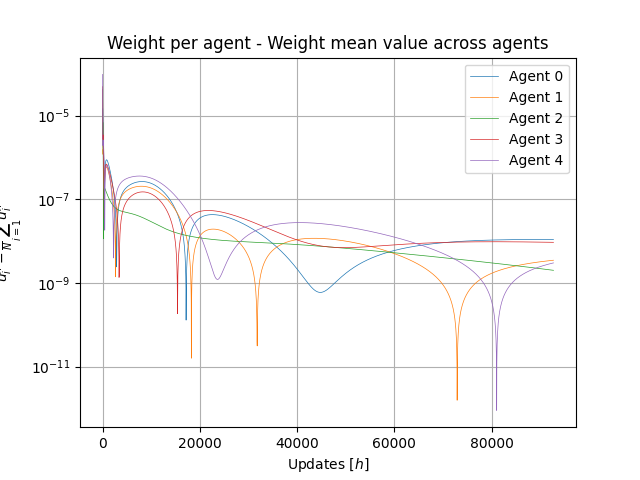 Weight per agent - Weight mean value across agents
Agent 0
Agent 1
Agent 2
Agent 3
Agent 4
10⁻⁵
10⁻⁷
10⁻⁹
10⁻¹¹
0 20000 40000 60000 80000
Updates [h]